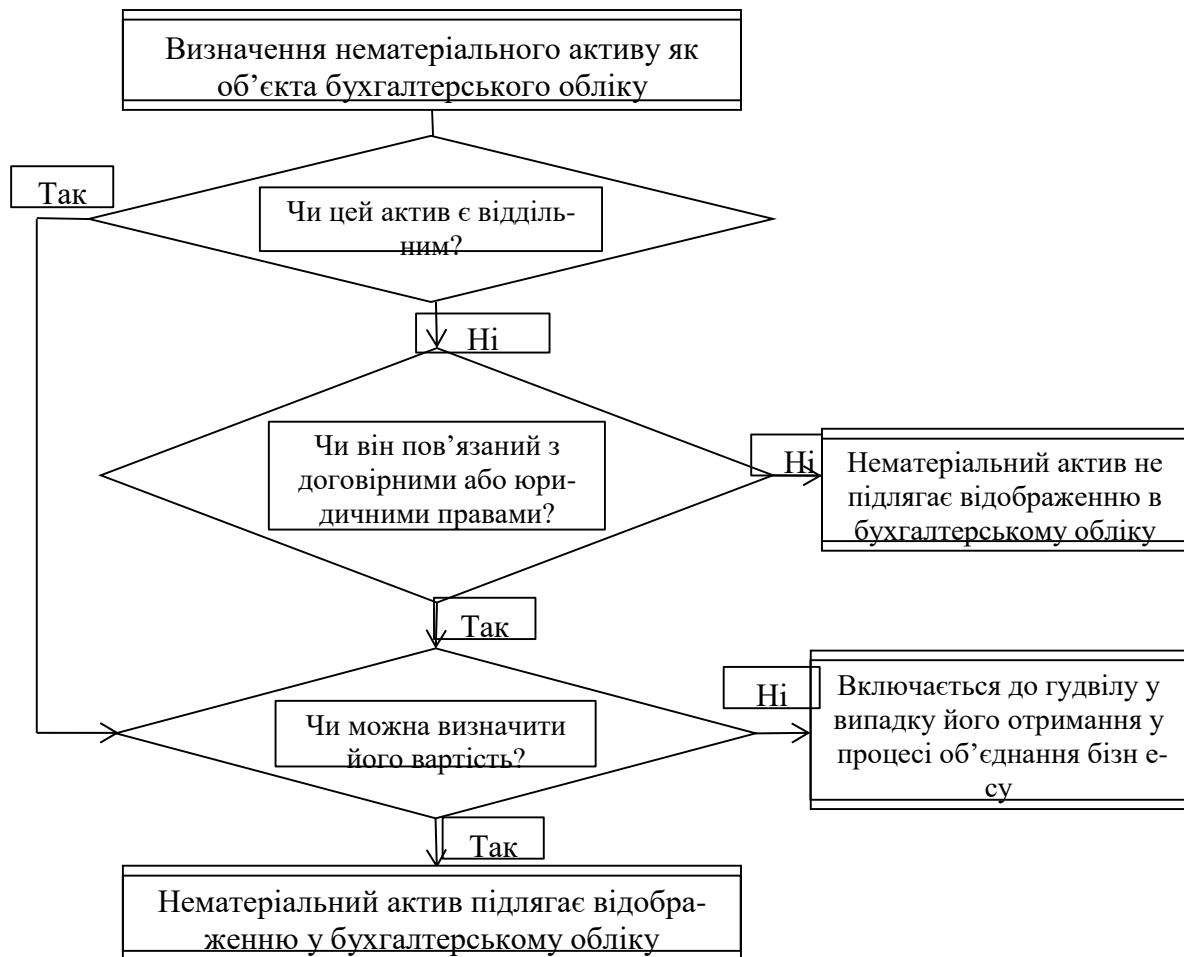 Визначення нематеріального активу як
об’єкта бухгалтерського обліку
Так
Чи цей актив є відділь-
ним?
Ні
Чи він пов’язаний з
договірними або юри-
дичними правами?
Ні
Нематеріальний актив не
підлягає відображенню в
бухгалтерському обліку
Так
Чи можна визначити
його вартість?
Ні
Включається до гудвілу у
випадку його отримання у
процесі об’єднання бізн е-
су
Так
Нематеріальний актив підлягає відобра-
женню у бухгалтерському обліку